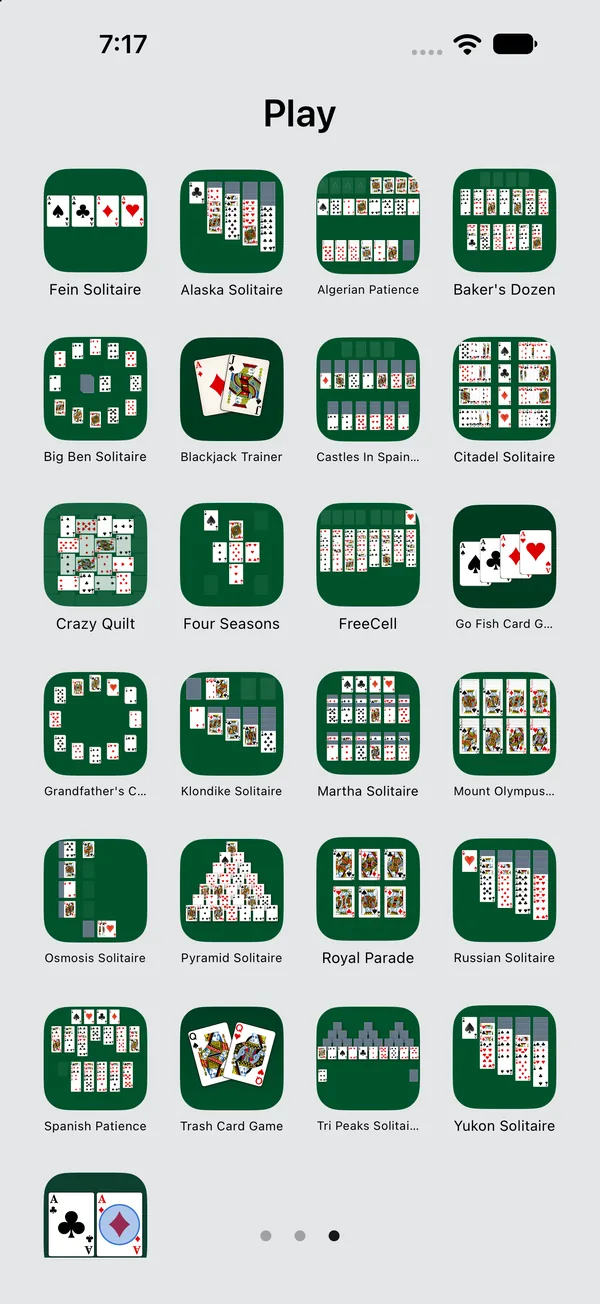 7:17
Play
Fein Solitaire
Alaska Solitaire
Algerian Patience
Baker's Dozen
Big Ben Solitaire
Blackjack Trainer
Castles In Spain...
Citadel Solitaire
Crazy Quilt
Four Seasons
FreeCell
Go Fish Card G...
Grandfather's C...
Klondike Solitaire
Martha Solitaire
Mount Olympus...
Osmosis Solitaire
Pyramid Solitaire
Royal Parade
Russian Solitaire
Spanish Patience
Trash Card Game
Tri Peaks Solitai...
Yukon Solitaire